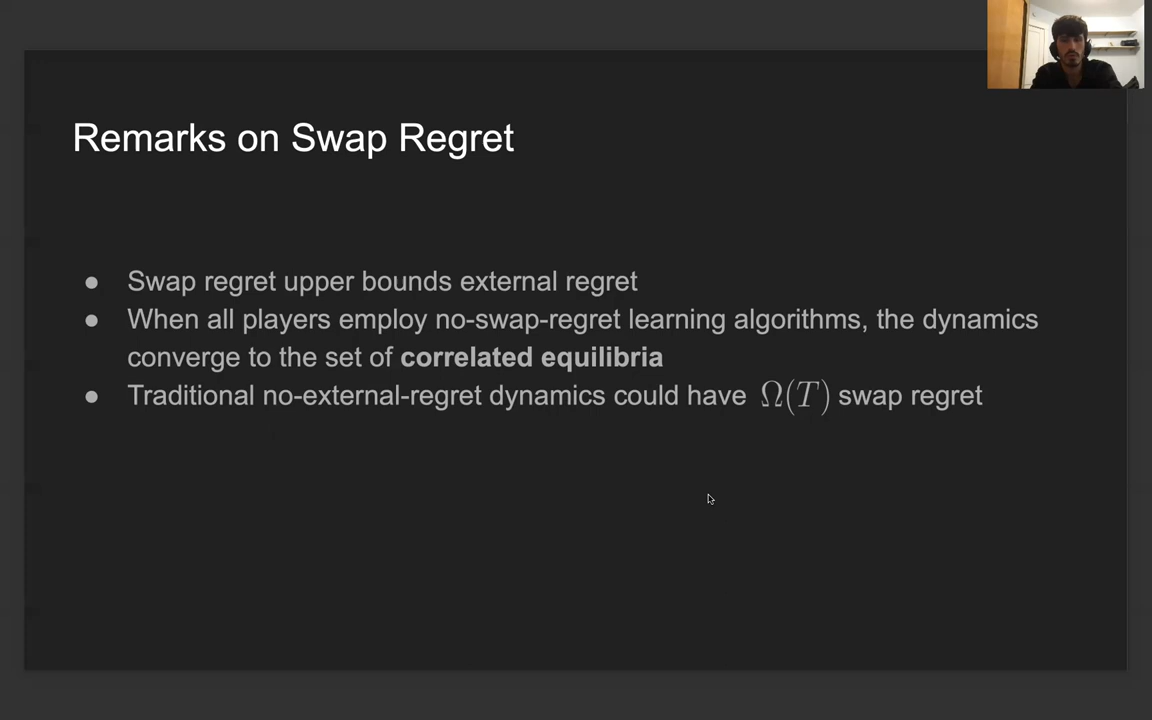 Remarks on Swap Regret
● Swap regret upper bounds external regret
● When all players employ no-swap-regret learning algorithms, the dynamics
converge to the set of correlated equilibria
● Traditional no-external-regret dynamics could have Ω(T) swap regret